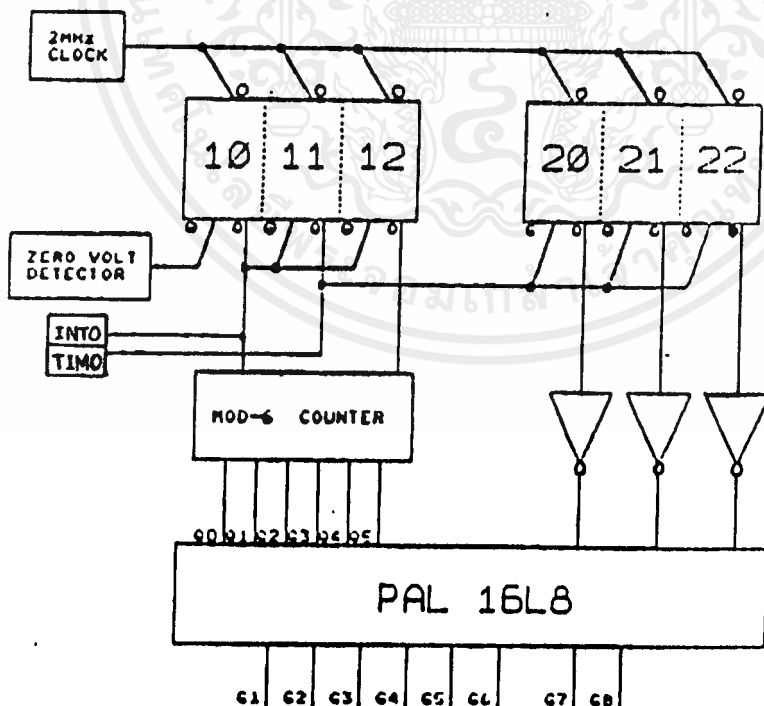 2MHz
CLOCK
10 11 12
20 21 22
ZERO VOLT
DETECTOR
INTO
TIMO
MOD-6 COUNTER
Q0 Q1 Q2 Q3 Q4 Q5
PAL 16L8
G1 G2 G3 G4 G5 G6 G7 G8